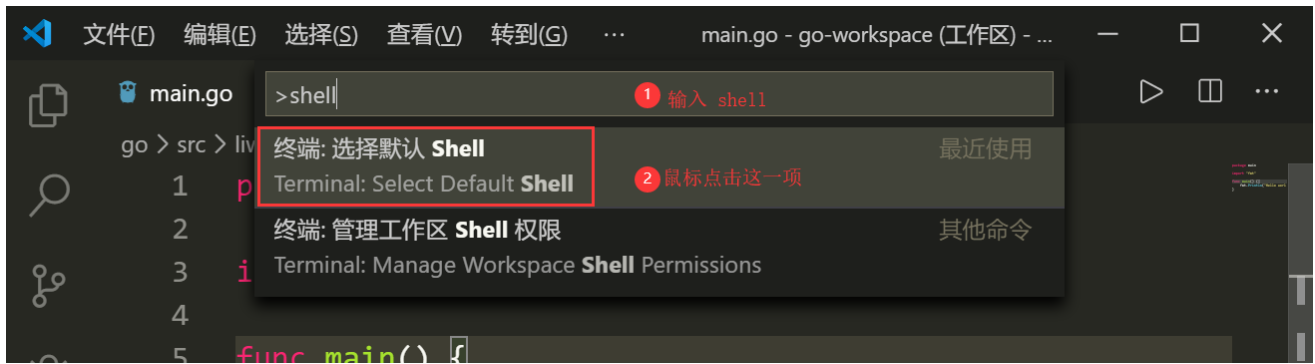 文件(F) 编辑(E) 选择(S) 查看(V) 转到(G) ··· main.go - go-workspace (工作区) - ...
main.go
>shell
1 输入 shell
go > src > liv
终端: 选择默认 Shell 最近使用
Terminal: Select Default Shell
2 鼠标点击这一项
1 p
终端: 管理工作区 Shell 权限 其他命令
2
Terminal: Manage Workspace Shell Permissions
3 i
4
5 func main() {